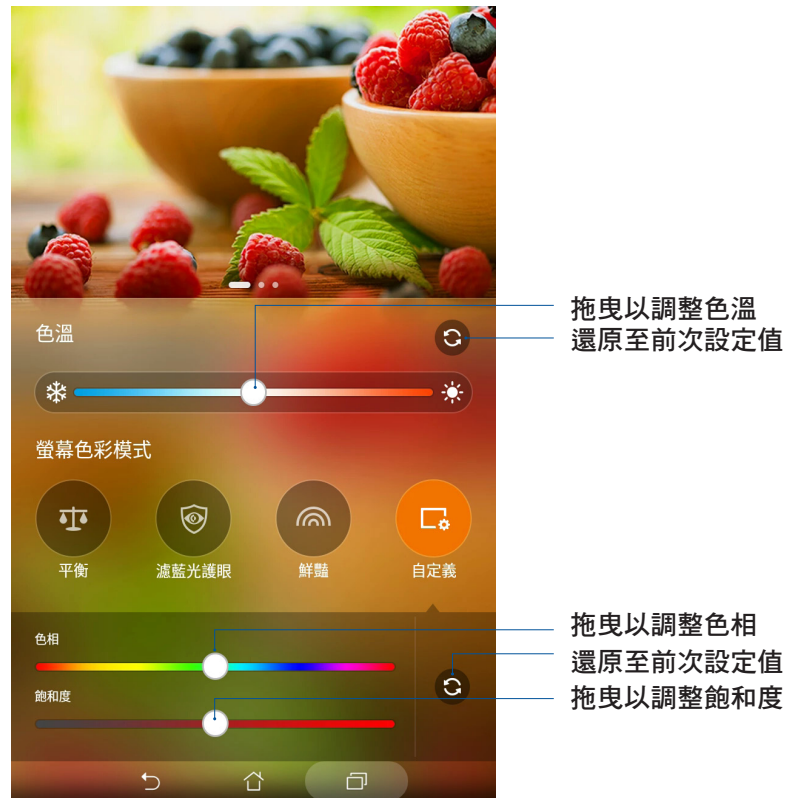 拖曳以調整色溫
色溫
還原至前次設定值
螢幕色彩模式
平衡
濾藍光護眼
鮮豔
自定義
拖曳以調整色相
色相
還原至前次設定值
飽和度
拖曳以調整飽和度